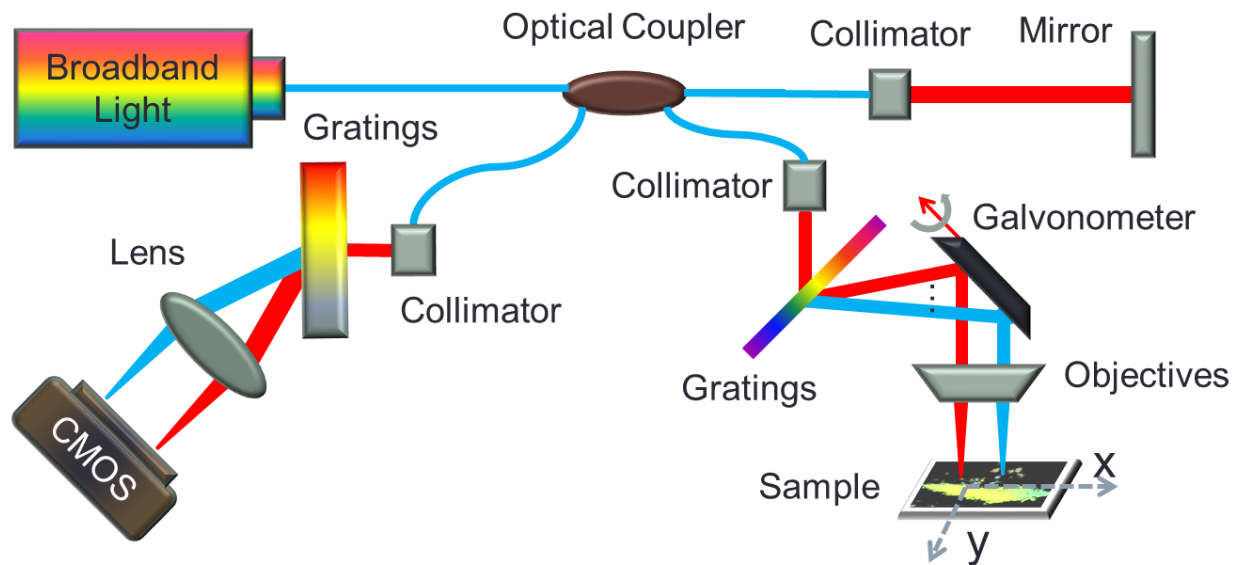 Optical Coupler
Collimator
Mirror
Broadband
Light
Gratings
Collimator
Galvonometer
Lens
Collimator
Gratings
Objectives
CMOS
Sample
x
y